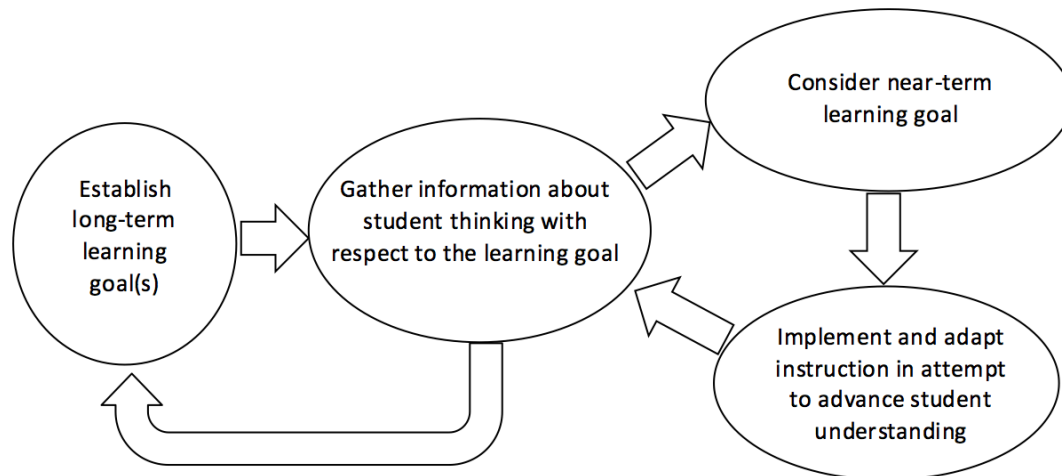 Establish
long-term
learning
goal(s)
Gather information about
student thinking with
respect to the learning goal
Consider near-term
learning goal
Implement and adapt
instruction in attempt
to advance student
understanding